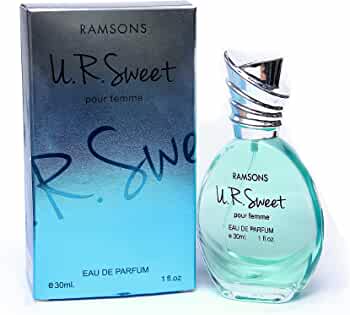 RAMSONS
U.R.Sweet
pour femme
.R.Swe
EAU DE PARFUM
e 30ml. 1 fl.oz
RAMSONS
U.R.Sweet
pour femme
EAU DE PARFUM
e 30ml. 1 fl.oz